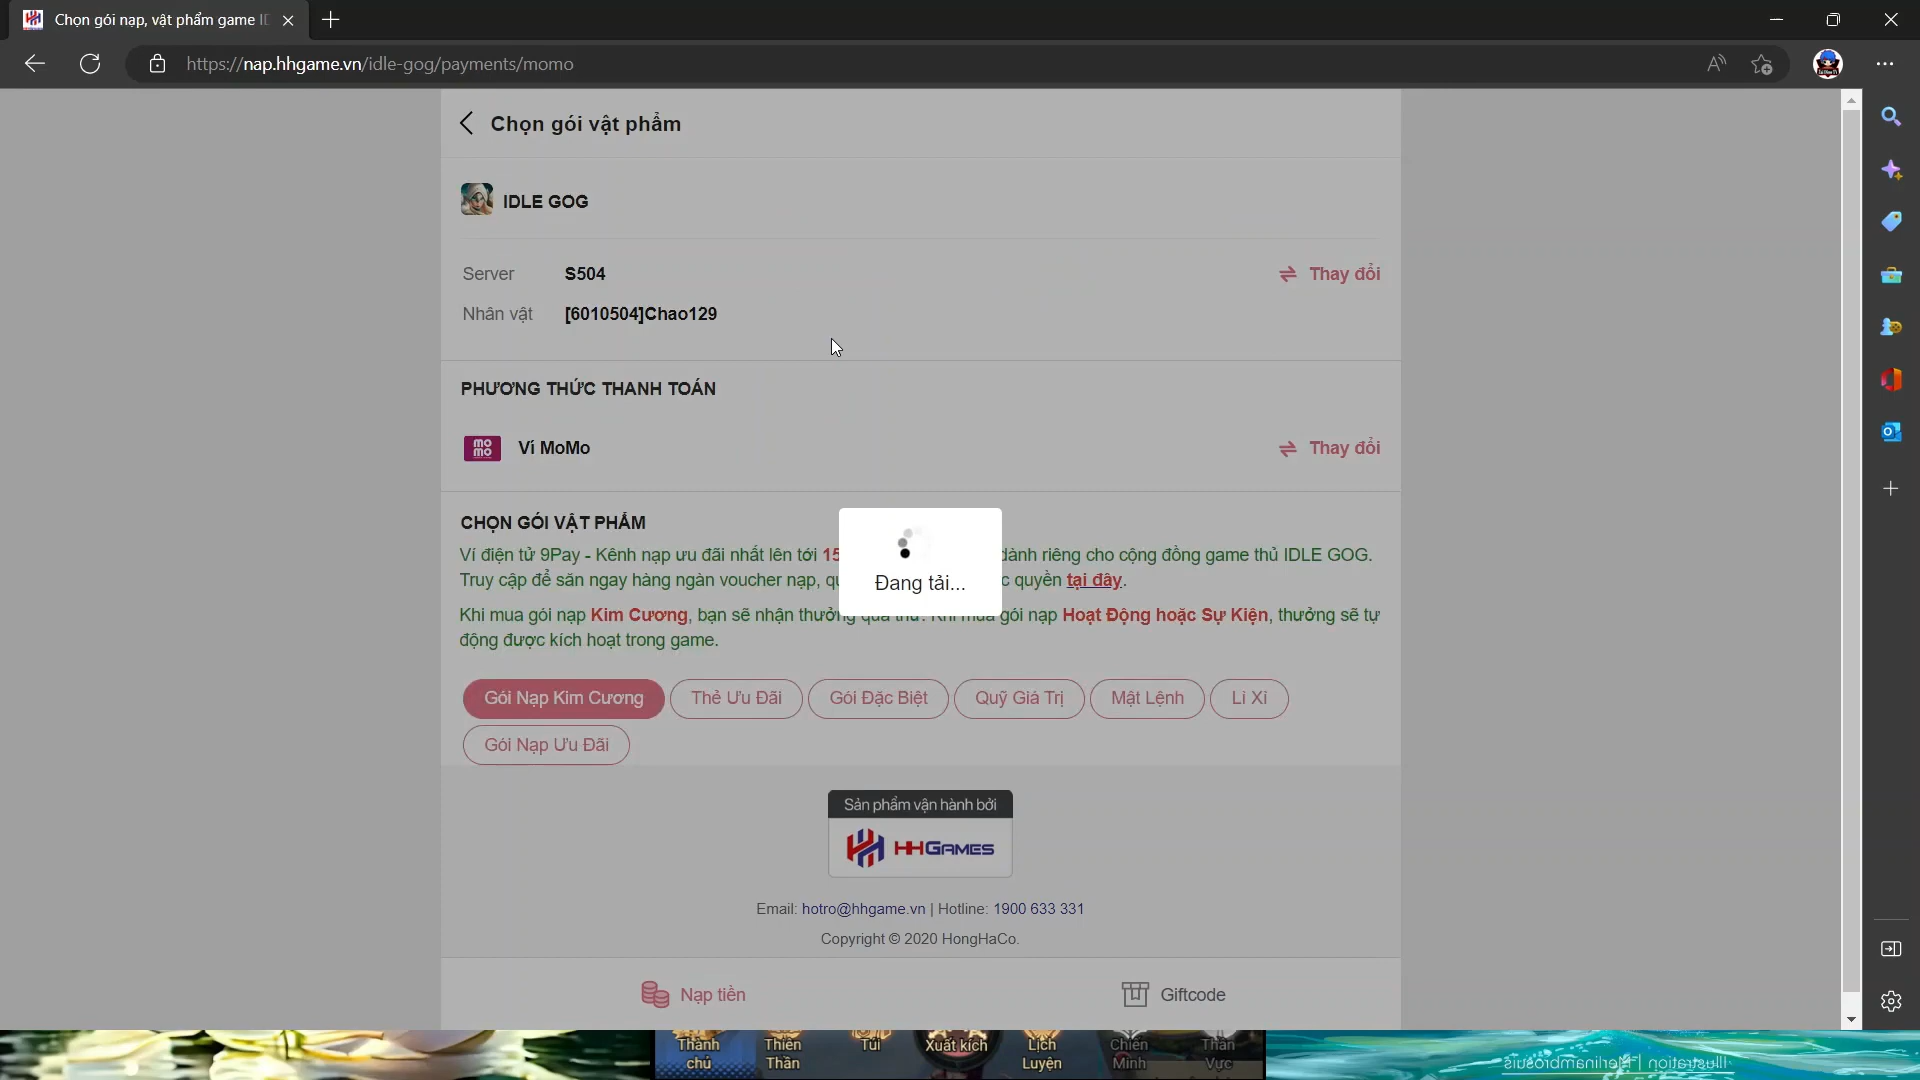 Chọn gói nạp, vật phẩm game
https://nap.hhgame.vn/idle-gog/payments/momo
Chọn gói vật phẩm
IDLE GOG
Server S504 Thay đổi
Nhân vật [6010504]Chao129
PHƯƠNG THỨC THANH TOÁN
mo
mo
Ví MoMo Thay đổi
CHỌN GÓI VẬT PHẨM
Ví điện tử 9Pay - Kênh nạp ưu đãi nhất lên tới 15 dành riêng cho cộng đồng game thủ IDLE GOG.
Truy cập để săn ngay hàng ngàn voucher nạp, quyền tại đây.
Đang tải...
Khi mua gói nạp Kim Cương, bạn sẽ nhận thưởng qua thư. Khi mua gói nạp Hoạt Động hoặc Sự Kiện, thưởng sẽ tự
động được kích hoạt trong game.
Gói Nạp Kim Cương Thẻ Ưu Đãi Gói Đặc Biệt Quỹ Giá Trị Mật Lệnh Lì Xì
Gói Nạp Ưu Đãi
Sản phẩm vận hành bởi
HHGAMES
Email: hotro@hhgame.vn | Hotline: 1900 633 331
Copyright © 2020 HongHaCo.
Nạp tiền Giftcode
Thành chủ
Thiên Thần
Túi
Xuất kích
Lịch Luyện
Chiến Minh
Thần Vực
Illustration | Merlinambrosius